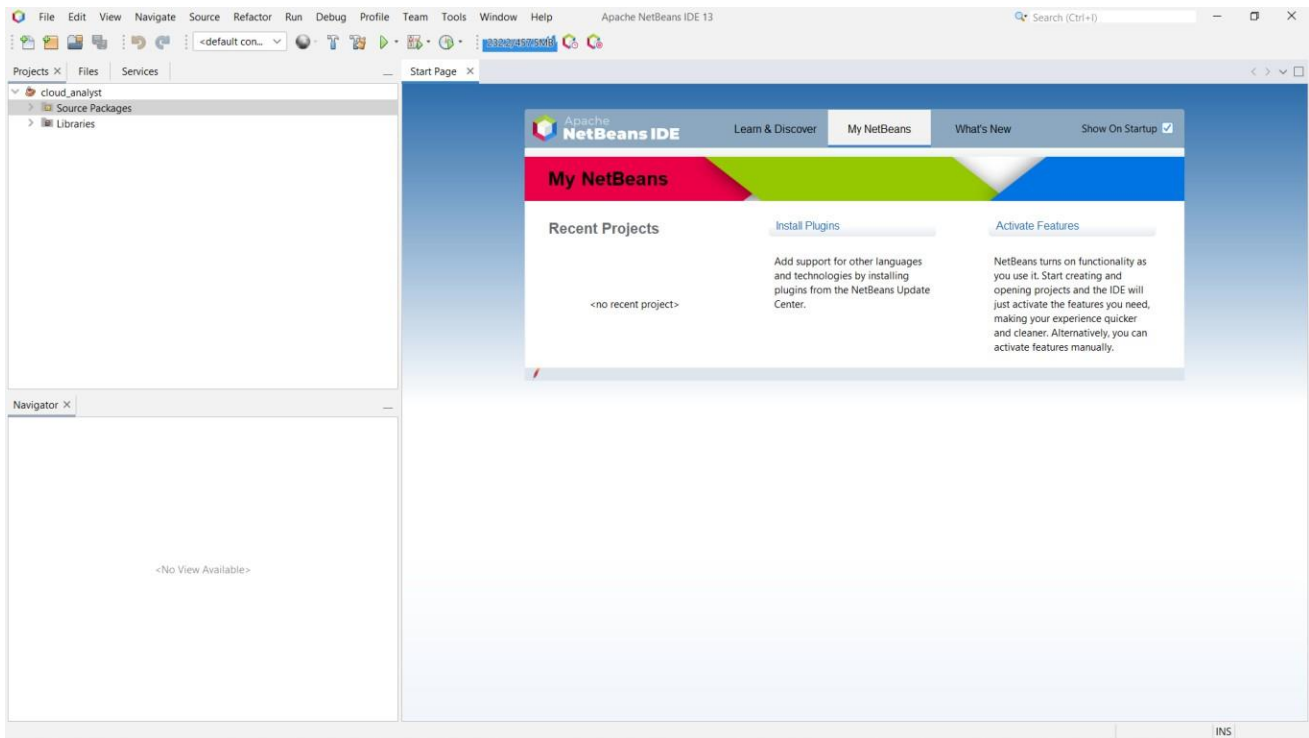 File Edit View Navigate Source Refactor Run Debug Profile Team Tools Window Help Apache NetBeans IDE 13 Search (Ctrl+I)
<default con...
Projects Files Services Start Page
cloud_analyst
Source Packages
Libraries
Apache
NetBeans IDE
Learn & Discover My NetBeans What's New Show On Startup
My NetBeans
Recent Projects
<no recent project>
Install Plugins
Add support for other languages
and technologies by installing
plugins from the NetBeans Update
Center.
Activate Features
NetBeans turns on functionality as
you use it. Start creating and
opening projects and the IDE will
just activate the features you need,
making your experience quicker
and cleaner. Alternatively, you can
activate features manually.
Navigator
<No View Available>
INS